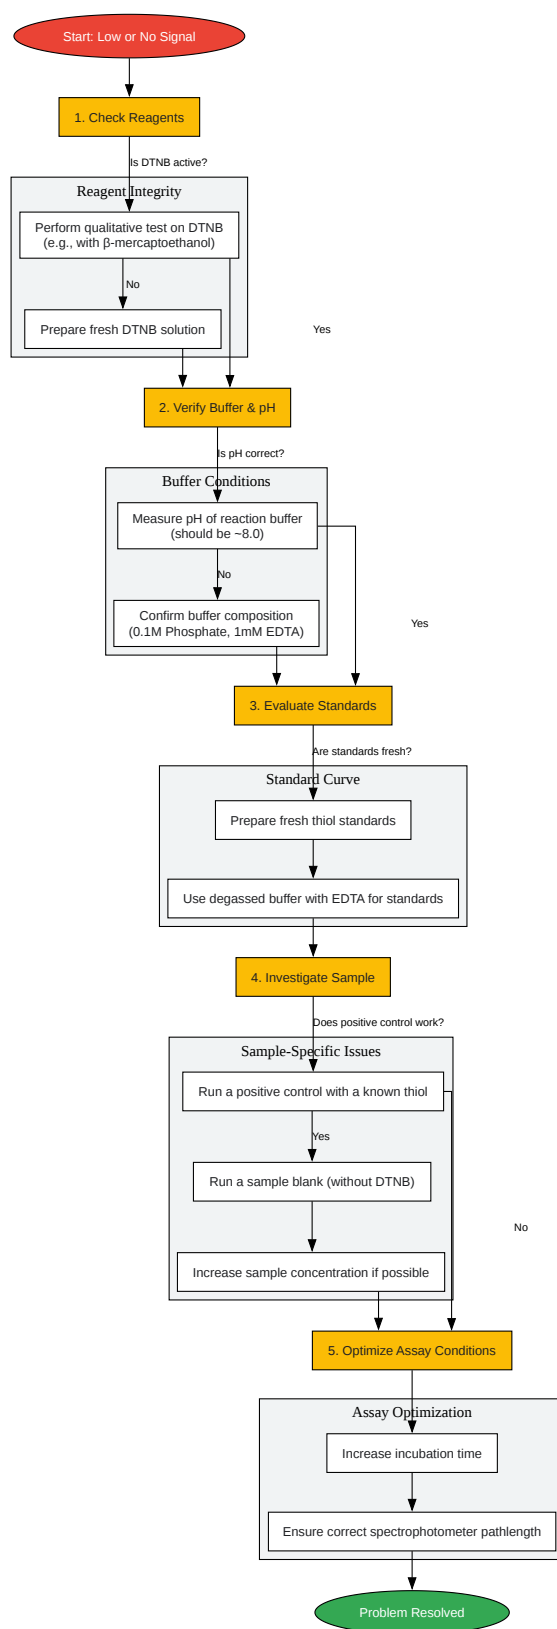 Start: Low or No Signal
1. Check Reagents
Is DTNB active?
Reagent Integrity
Perform qualitative test on DTNB
(e.g., with β-mercaptoethanol)
No
Prepare fresh DTNB solution
Yes
2. Verify Buffer & pH
Is pH correct?
Buffer Conditions
Measure pH of reaction buffer
(should be ~8.0)
No
Confirm buffer composition
(0.1M Phosphate, 1mM EDTA)
Yes
3. Evaluate Standards
Are standards fresh?
Standard Curve
Prepare fresh thiol standards
Use degassed buffer with EDTA for standards
4. Investigate Sample
Does positive control work?
Sample-Specific Issues
Run a positive control with a known thiol
Yes
Run a sample blank (without DTNB)
No
Increase sample concentration if possible
5. Optimize Assay Conditions
Assay Optimization
Increase incubation time
Ensure correct spectrophotometer pathlength
Problem Resolved